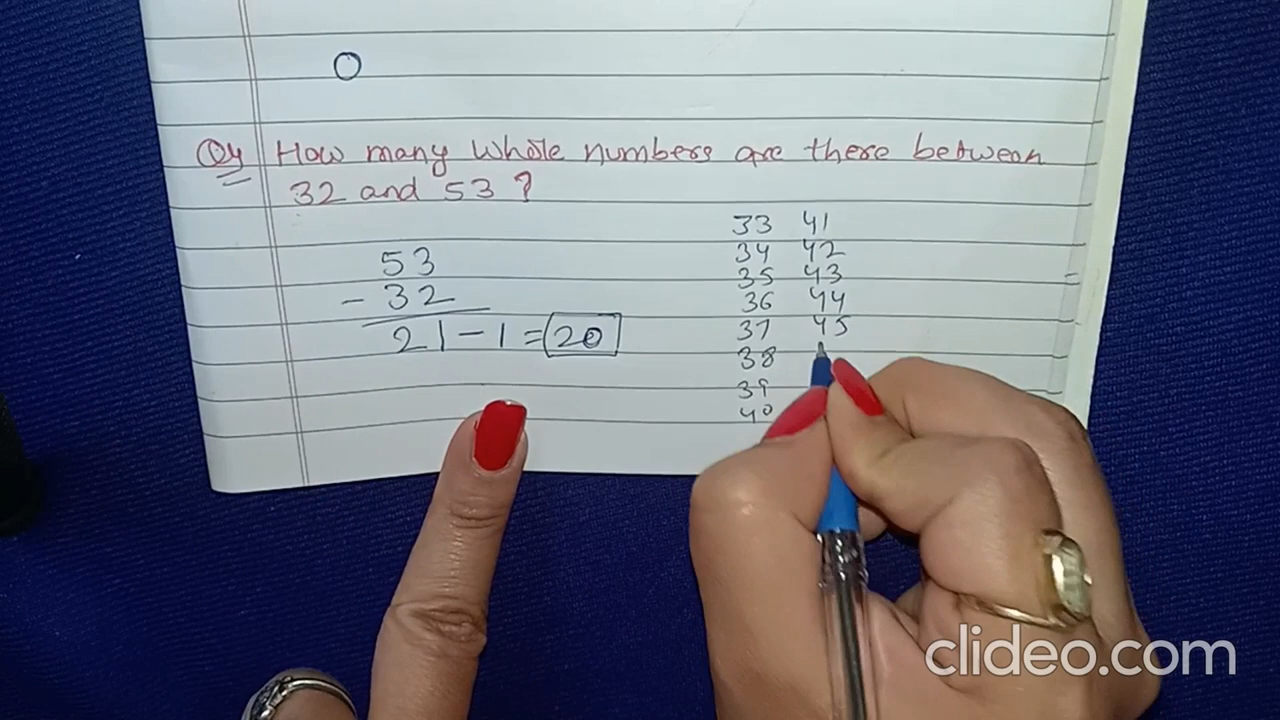 0
Q4 How many whole numbers are there between
32 and 53 ?
53
- 32
21 - 1 = 20
33 41
34 42
35 43
36 44
37 45
38
39
40
clideo.com